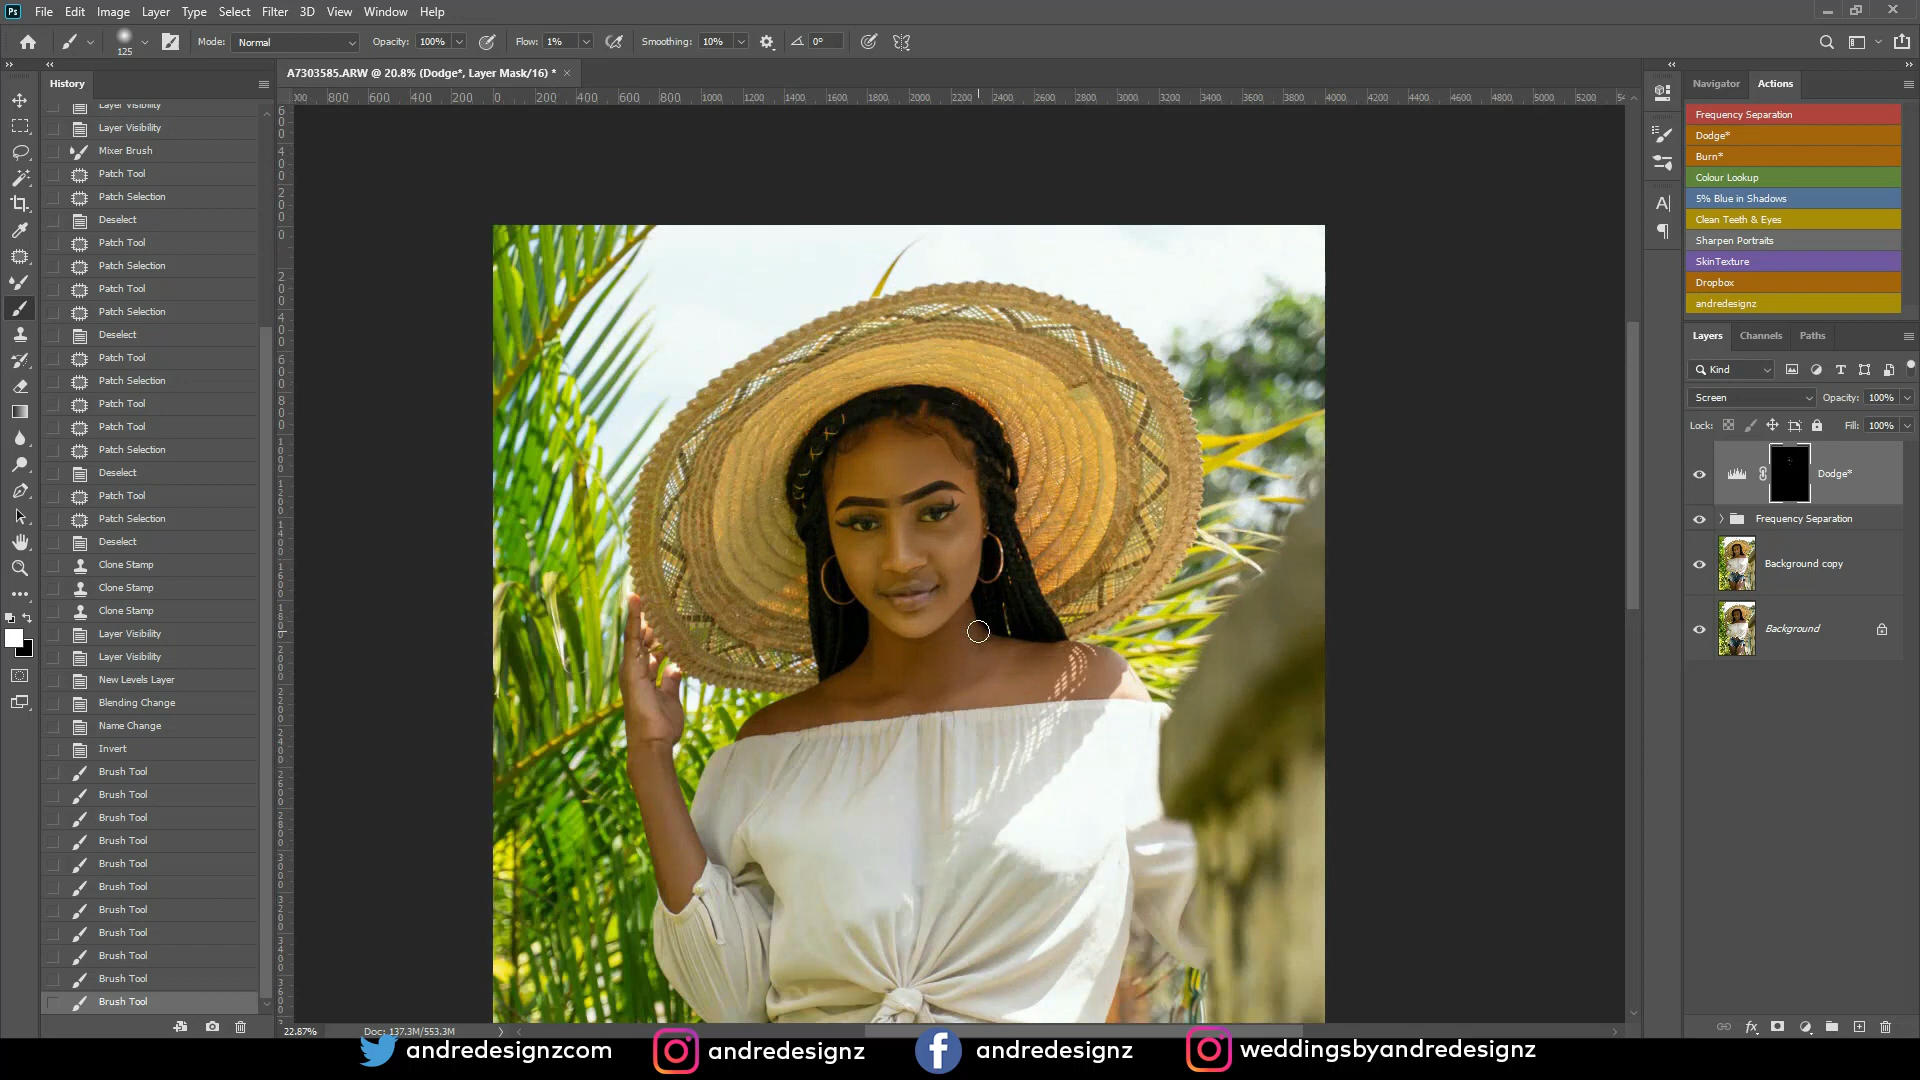 Ps File Edit Image Layer Type Select Filter 3D View Window Help
125 Mode: Normal Opacity: 100% Flow: 1% Smoothing: 10% 0°
History
A7303585.ARW @ 20.8% (Dodge*, Layer Mask/16) *
Layer Visibility
Layer Visibility
Mixer Brush
Patch Tool
Patch Selection
Deselect
Patch Tool
Patch Selection
Patch Tool
Patch Selection
Deselect
Patch Tool
Patch Selection
Patch Tool
Patch Tool
Patch Selection
Deselect
Patch Tool
Patch Selection
Deselect
Clone Stamp
Clone Stamp
Clone Stamp
Layer Visibility
Layer Visibility
New Levels Layer
Blending Change
Name Change
Invert
Brush Tool
Brush Tool
Brush Tool
Brush Tool
Brush Tool
Brush Tool
Brush Tool
Brush Tool
Brush Tool
Brush Tool
Brush Tool
800 600 400 200 0 200 400 600 800 1000 1200 1400 1600 1800 2000 2200 2400 2600 2800 3000 3200 3400 3600 3800 4000 4200 4400 4600 4800 5000 5200
22.87% Doc: 137.3M/553.3M
Navigator Actions
Frequency Separation
Dodge*
Burn*
Colour Lookup
5% Blue in Shadows
Clean Teeth & Eyes
Sharpen Portraits
SkinTexture
Dropbox
andredesignz
Layers Channels Paths
Kind
Screen Opacity: 100%
Lock: Fill: 100%
Dodge*
Frequency Separation
Background copy
Background
andredesignzcom andredesignz andredesignz weddingsbyandredesignz